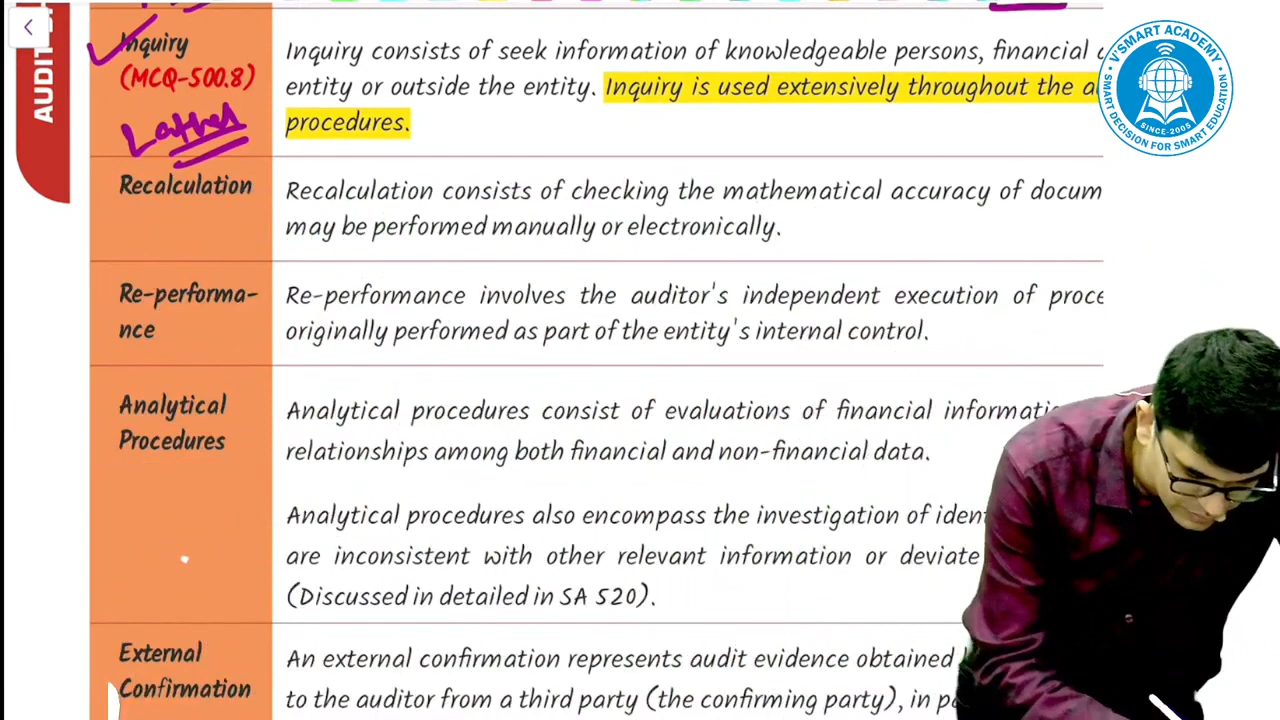 AUDIT
Inquiry
(MCQ-500.8)
Inquiry consists of seek information of knowledgeable persons, financial
entity or outside the entity. Inquiry is used extensively throughout the
procedures.
Recalculation
Recalculation consists of checking the mathematical accuracy of docum
may be performed manually or electronically.
Re-performa-
nce
Re-performance involves the auditor's independent execution of proce
originally performed as part of the entity's internal control.
Analytical
Procedures
Analytical procedures consist of evaluations of financial informatio
relationships among both financial and non-financial data.
Analytical procedures also encompass the investigation of iden
are inconsistent with other relevant information or deviate
(Discussed in detailed in SA 520).
External
Confirmation
An external confirmation represents audit evidence obtained
to the auditor from a third party (the confirming party), in
V'SMART ACADEMY
SMART DECISION FOR SMART EDUCATION
SINCE-2005